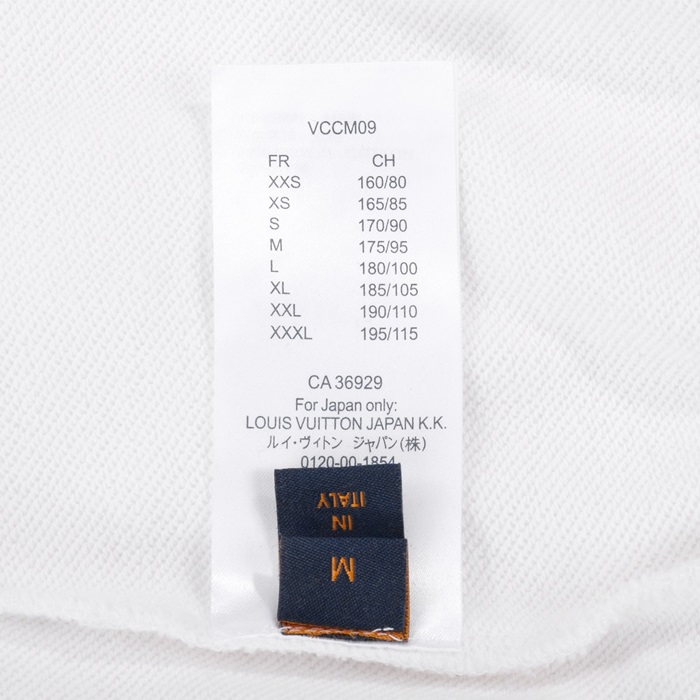 VCCM09
FR CH
XXS 160/80
XS 165/85
S 170/90
M 175/95
L 180/100
XL 185/105
XXL 190/110
XXXL 195/115
CA 36929
For Japan only:
LOUIS VUITTON JAPAN K.K.
ルイ・ヴィトン ジャパン(株)
0120-00-1854
IN
ITALY
M